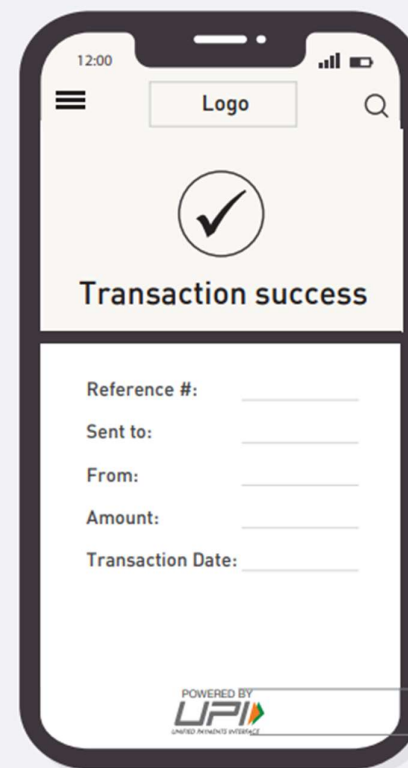 12:00
Logo
Transaction success
Reference #:
Sent to:
From:
Amount:
Transaction Date:
POWERED BY
UPI
UNIFIED PAYMENTS INTERFACE